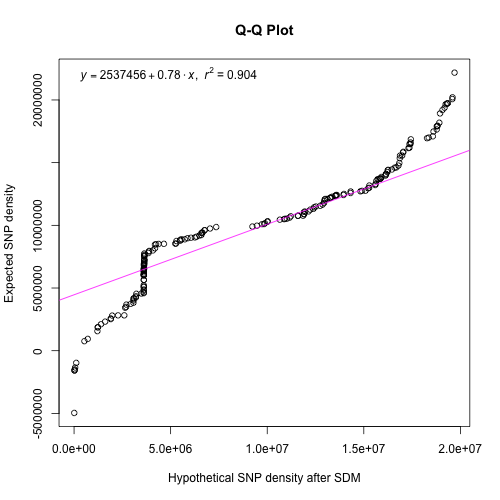 Q-Q Plot
y = 2537456 + 0.78 · x, r² = 0.904
Expected SNP density
20000000
10000000
5000000
0
-5000000
0.0e+00 5.0e+06 1.0e+07 1.5e+07 2.0e+07
Hypothetical SNP density after SDM